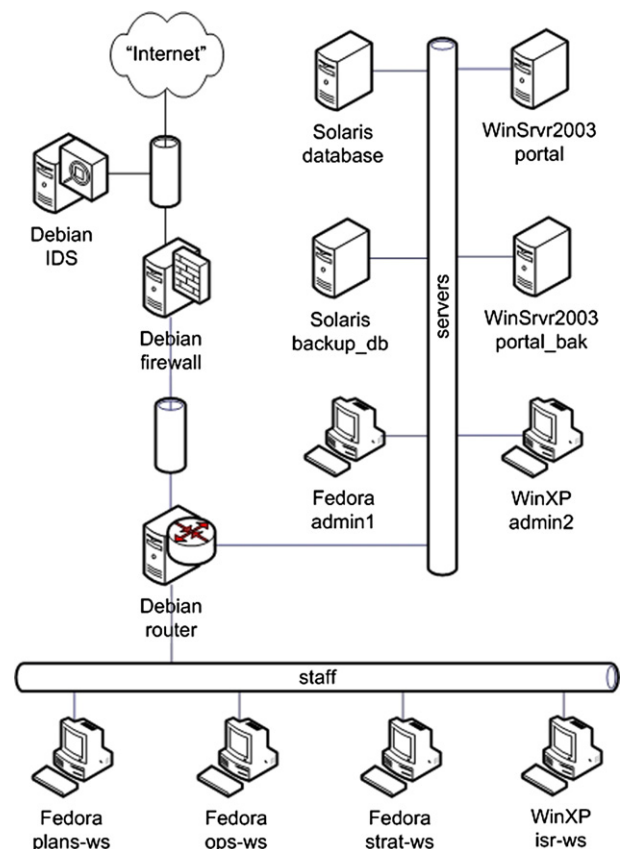 “Internet”
Debian
IDS
Debian
firewall
Debian
router
Solaris
database
WinSrvr2003
portal
Solaris
backup_db
WinSrvr2003
portal_bak
servers
Fedora
admin1
WinXP
admin2
staff
Fedora
plans-ws
Fedora
ops-ws
Fedora
strat-ws
WinXP
isr-ws